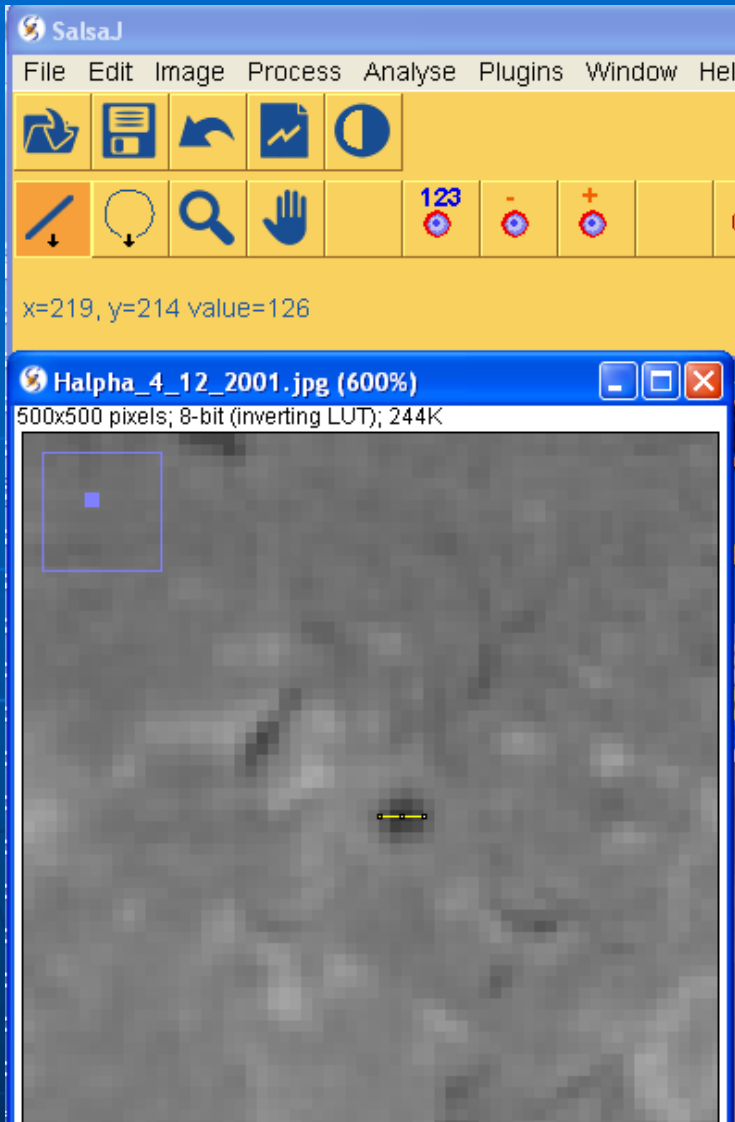 SalsaJ
File Edit Image Process Analyse Plugins Window Hel
123
- +
x=219, y=214 value=126
Halpha_4_12_2001.jpg (600%)
500x500 pixels; 8-bit (inverting LUT); 244K